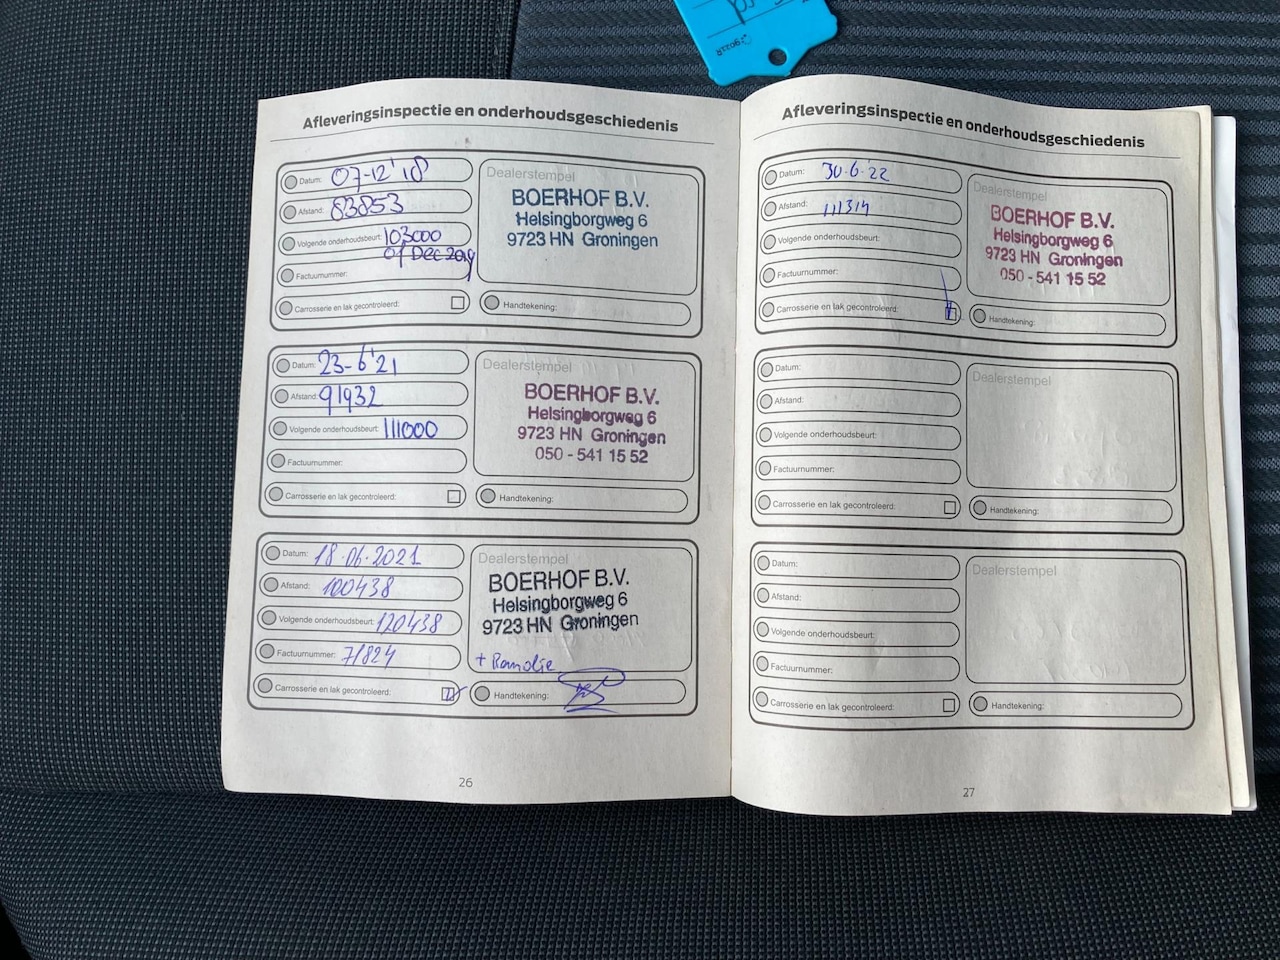 Afleveringsinspectie en onderhoudsgeschiedenis
Datum: 07-12'18
Afstand: 83853
Volgende onderhoudsbeurt: 103000
Of Dec 2019
Factuurnummer:
Carrosserie en lak gecontroleerd:
Dealerstempel
BOERHOF B.V.
Helsingborgweg 6
9723 HN Groningen
Handtekening:
Datum: 23-6'21
Afstand: 91932
Volgende onderhoudsbeurt: 111000
Factuurnummer:
Carrosserie en lak gecontroleerd:
Dealerstempel
BOERHOF B.V.
Helsingborgweg 6
9723 HN Groningen
050 - 541 15 52
Handtekening:
Datum: 18.06.2021
Afstand: 100438
Volgende onderhoudsbeurt: 120438
Factuurnummer: 71824
Carrosserie en lak gecontroleerd:
Dealerstempel
BOERHOF B.V.
Helsingborgweg 6
9723 HN Groningen
Handtekening:
26
Afleveringsinspectie en onderhoudsgeschiedenis
Datum: 30-6-22
Afstand: 111314
Volgende onderhoudsbeurt:
Factuurnummer:
Carrosserie en lak gecontroleerd:
Dealerstempel
BOERHOF B.V.
Helsingborgweg 6
9723 HN Groningen
050 - 541 15 52
Handtekening:
Datum:
Afstand:
Volgende onderhoudsbeurt:
Factuurnummer:
Carrosserie en lak gecontroleerd:
Dealerstempel
Handtekening:
Datum:
Afstand:
Volgende onderhoudsbeurt:
Factuurnummer:
Carrosserie en lak gecontroleerd:
Dealerstempel
Handtekening:
27